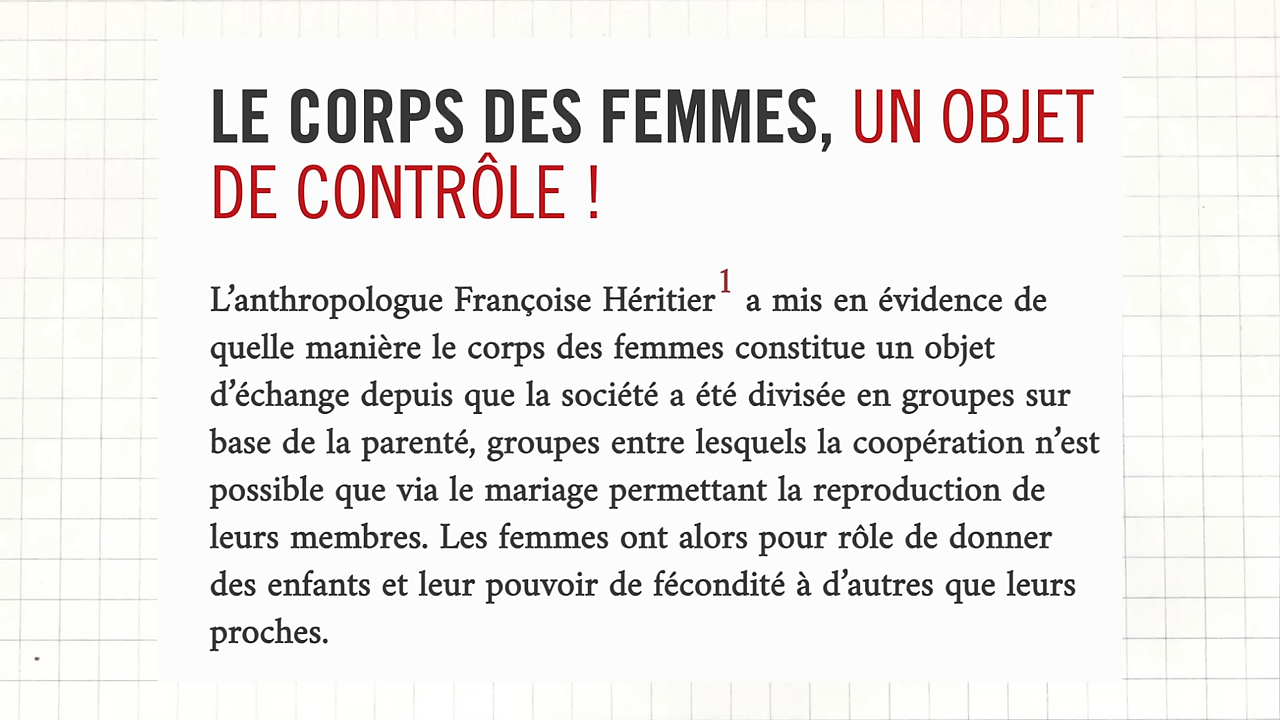 LE CORPS DES FEMMES, UN OBJET
DE CONTRÔLE !
L’anthropologue Françoise Héritier1 a mis en évidence de
quelle manière le corps des femmes constitue un objet
d’échange depuis que la société a été divisée en groupes sur
base de la parenté, groupes entre lesquels la coopération n’est
possible que via le mariage permettant la reproduction de
leurs membres. Les femmes ont alors pour rôle de donner
des enfants et leur pouvoir de fécondité à d’autres que leurs
proches.